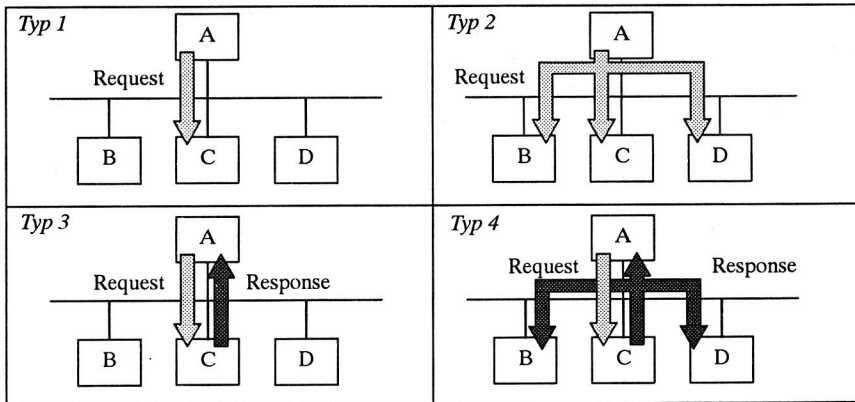 Typ 1
A
Request
B
C
D
Typ 2
A
Request
B
C
D
Typ 3
A
Request
Response
B
C
D
Typ 4
A
Request
Response
B
C
D